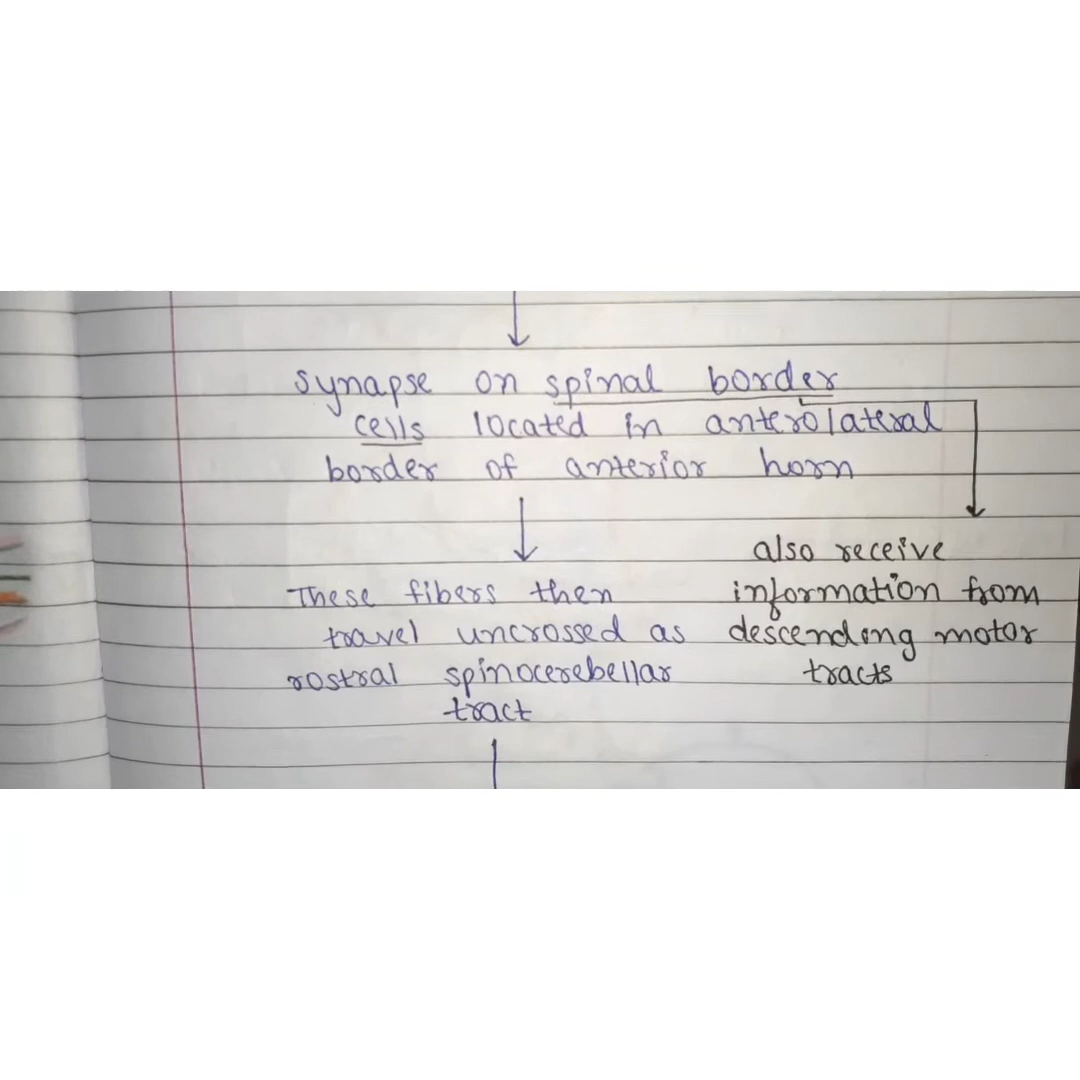 synapse on spinal border
cells located in anterolateral
border of anterior horn
These fibers then
travel uncrossed as
rostral spinocerebellar
tract
also receive
information from
descending motor
tracts